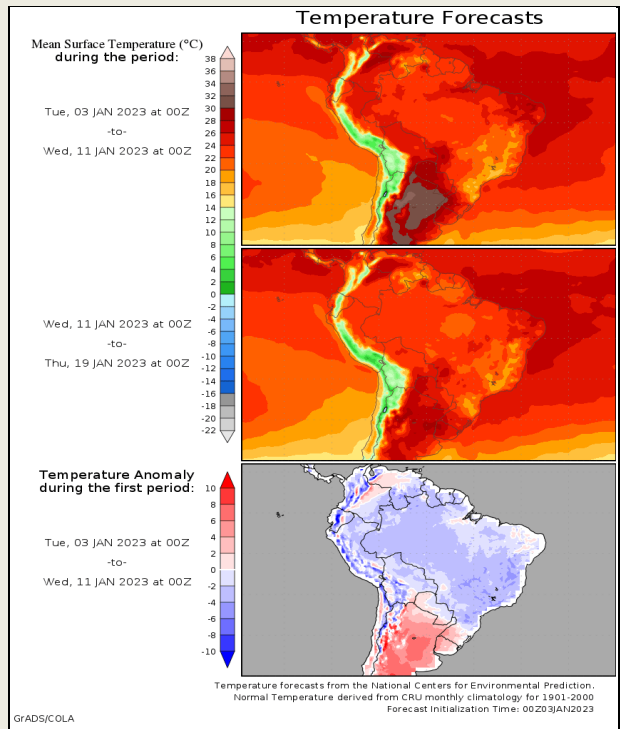 Temperature Forecasts
Mean Surface Temperature (°C)
during the period:
Tue, 03 JAN 2023 at 00Z
-to-
Wed, 11 JAN 2023 at 00Z
38
36
34
32
30
28
26
24
22
20
18
16
14
12
10
8
6
4
2
0
-2
-4
-6
-8
-10
-12
-14
-16
-18
-20
-22
Wed, 11 JAN 2023 at 00Z
-to-
Thu, 19 JAN 2023 at 00Z
Temperature Anomaly
during the first period:
Tue, 03 JAN 2023 at 00Z
-to-
Wed, 11 JAN 2023 at 00Z
10
8
6
4
2
0
-2
-4
-6
-8
-10
Temperature forecasts from the National Centers for Environmental Prediction.
Normal Temperature derived from CRU monthly climatology for 1901-2000
Forecast Initialization Time: 00Z03JAN2023
GrADS/COLA